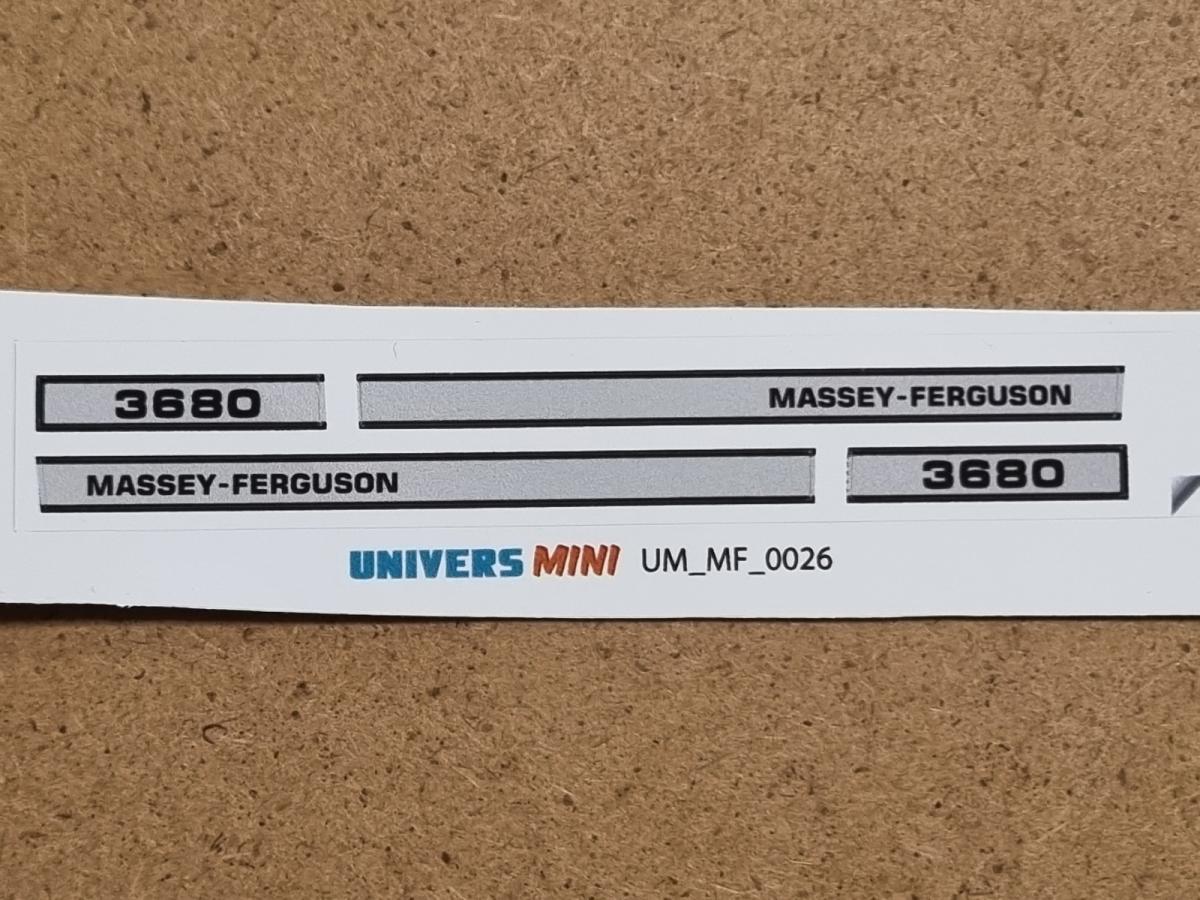 3680 MASSEY-FERGUSON
MASSEY-FERGUSON 3680
UNIVERS MINI UM_MF_0026